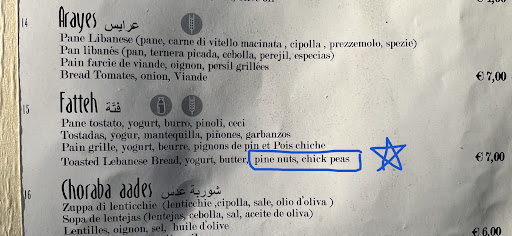 14 Arayes عرايس
Pane Libanese (pane, carne di vitello macinata , cipolla , prezzemolo, spezie)
Pan libanés (pan, ternera picada, cebolla, perejil, especias)
Pain farcie de viande, oignon, persil grillées
Bread Tomates, onion, Viande
€ 7,00
15 Fatteh فتة
Pane tostato, yogurt, burro, pinoli, ceci
Tostadas, yogur, mantequilla, piñones, garbanzos
Pain grille, yogurt, beurre, pignons de pin et Pois chiche
Toasted Lebanese Bread, yogurt, butter, pine nuts, chick peas
€ 7,00
16 Choraba aades شوربة عدس
Zuppa di lenticchie (lenticchie ,cipolla, sale, olio d'oliva )
Sopa de lentejas (lentejas, cebolla, sal, aceite de oliva)
Lentilles, oignon, sel, huile d'olive
€ 6,00